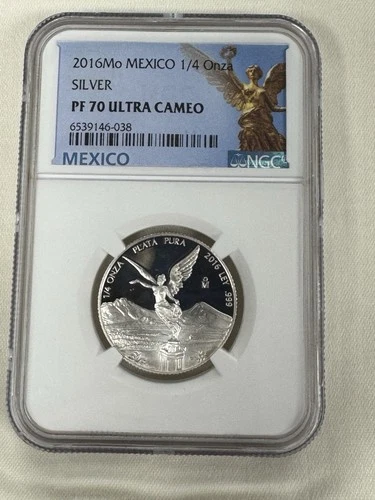 2016Mo MEXICO 1/4 Onza
SILVER
PF 70 ULTRA CAMEO
6539146-038
MEXICO
NGC
1/4 ONZA PLATA PURA 2016 LEY .999